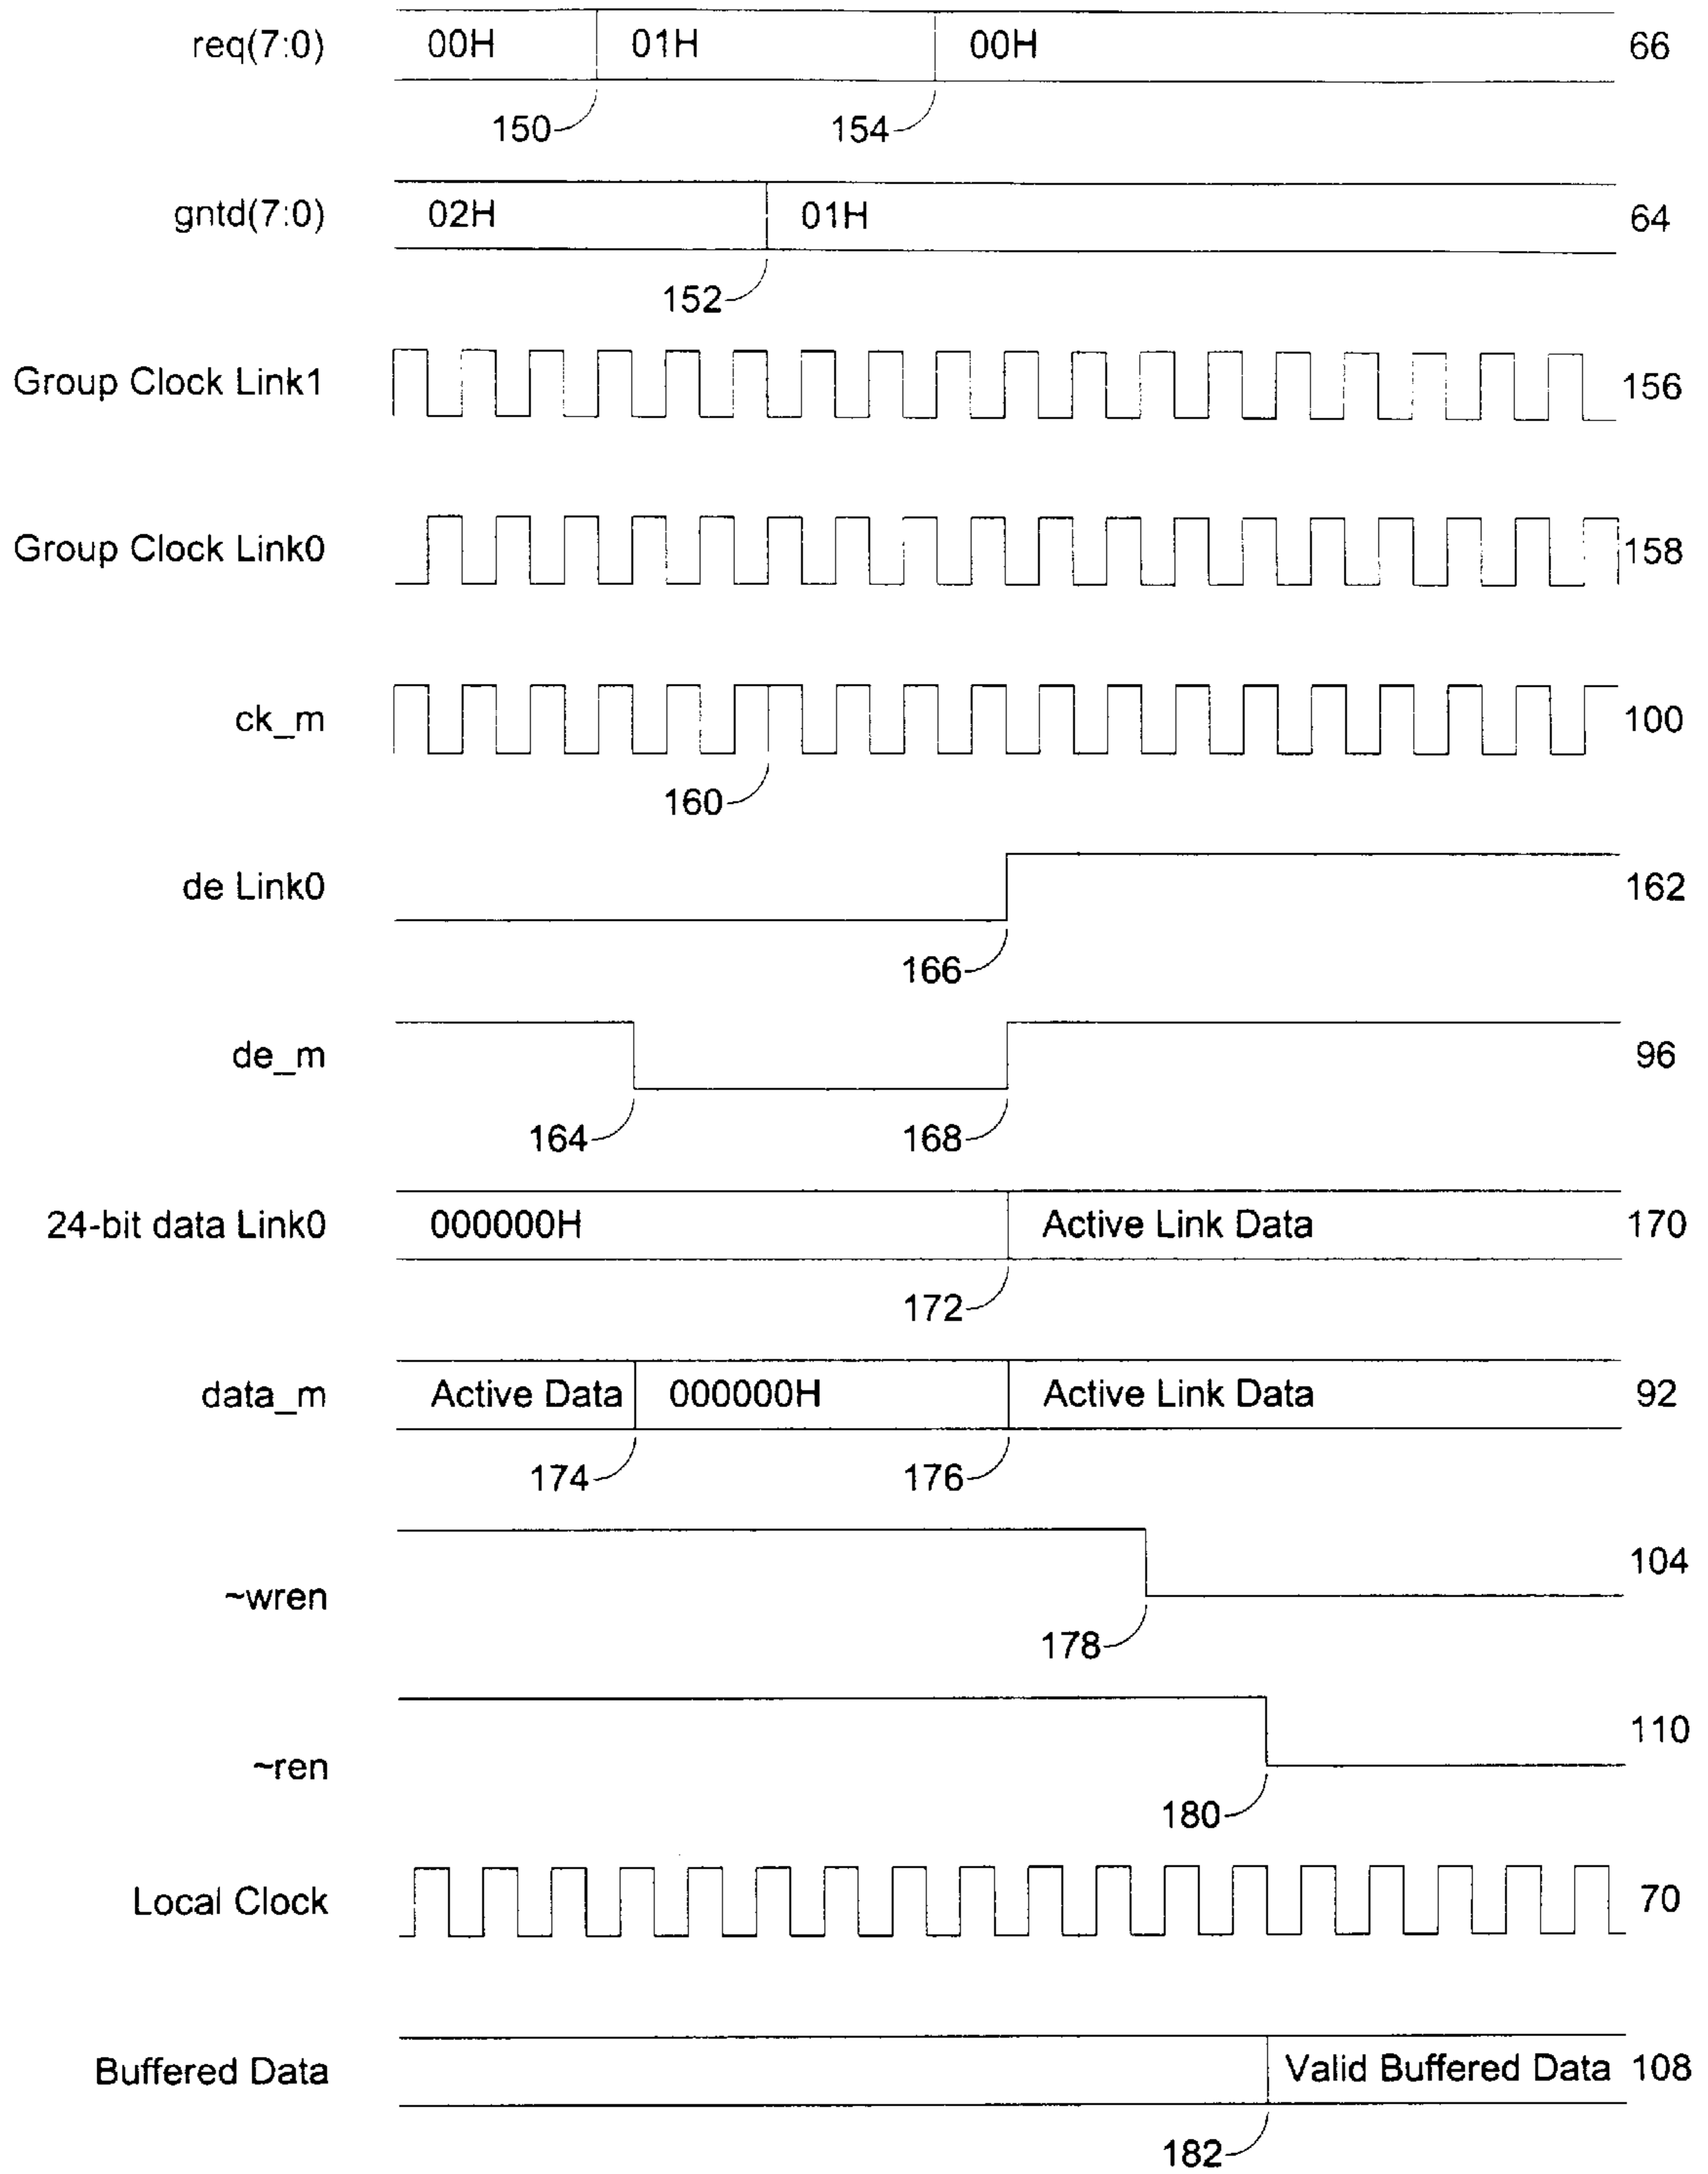 req(7:0) 00H 01H 00H 66
150 154
gntd(7:0) 02H 01H 64
152
Group Clock Link1 156
Group Clock Link0 158
ck_m 100
160
de Link0 162
166
de_m 96
164 168
24-bit data Link0 000000H Active Link Data 170
172
data_m Active Data 000000H Active Link Data 92
174 176
~wren 104
178
~ren 110
180
Local Clock 70
Buffered Data Valid Buffered Data 108
182